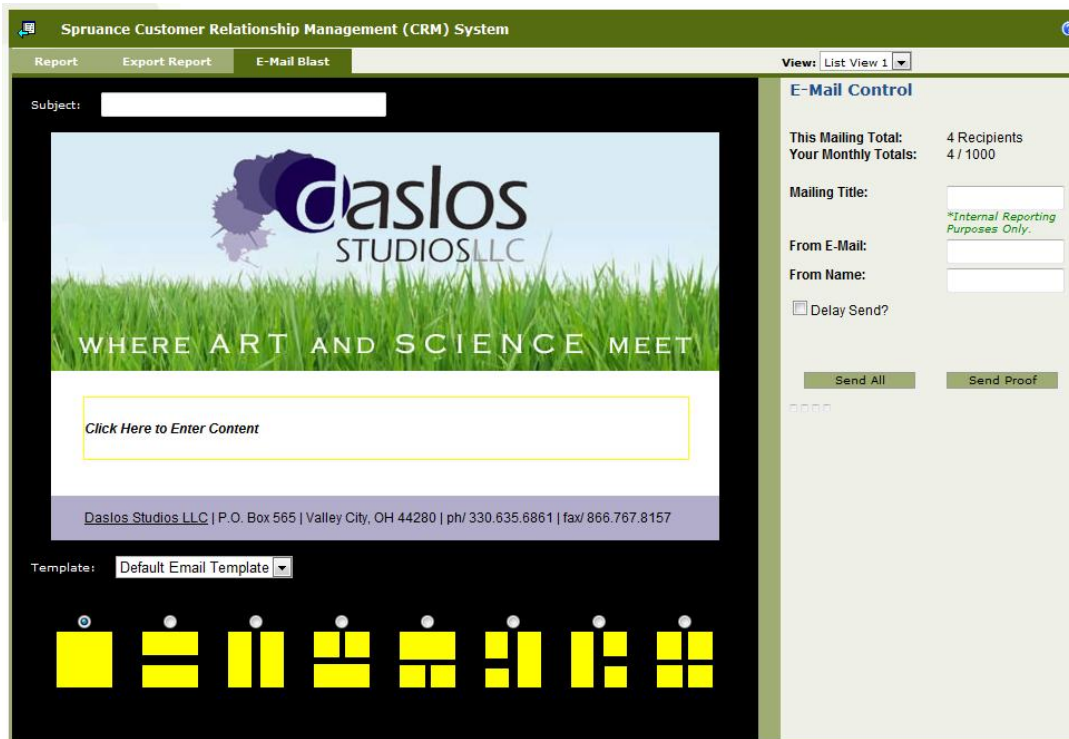 Spruance Customer Relationship Management (CRM) System
Report Export Report E-Mail Blast
View: List View 1
Subject:
daslos
STUDIOSLLC
WHERE ART AND SCIENCE MEET
Click Here to Enter Content
Daslos Studios LLC | P.O. Box 565 | Valley City, OH 44280 | ph/ 330.635.6861 | fax/ 866.767.8157
Template: Default Email Template
E-Mail Control
This Mailing Total: 4 Recipients
Your Monthly Totals: 4 / 1000
Mailing Title:
*Internal Reporting
Purposes Only.
From E-Mail:
From Name:
Delay Send?
Send All Send Proof